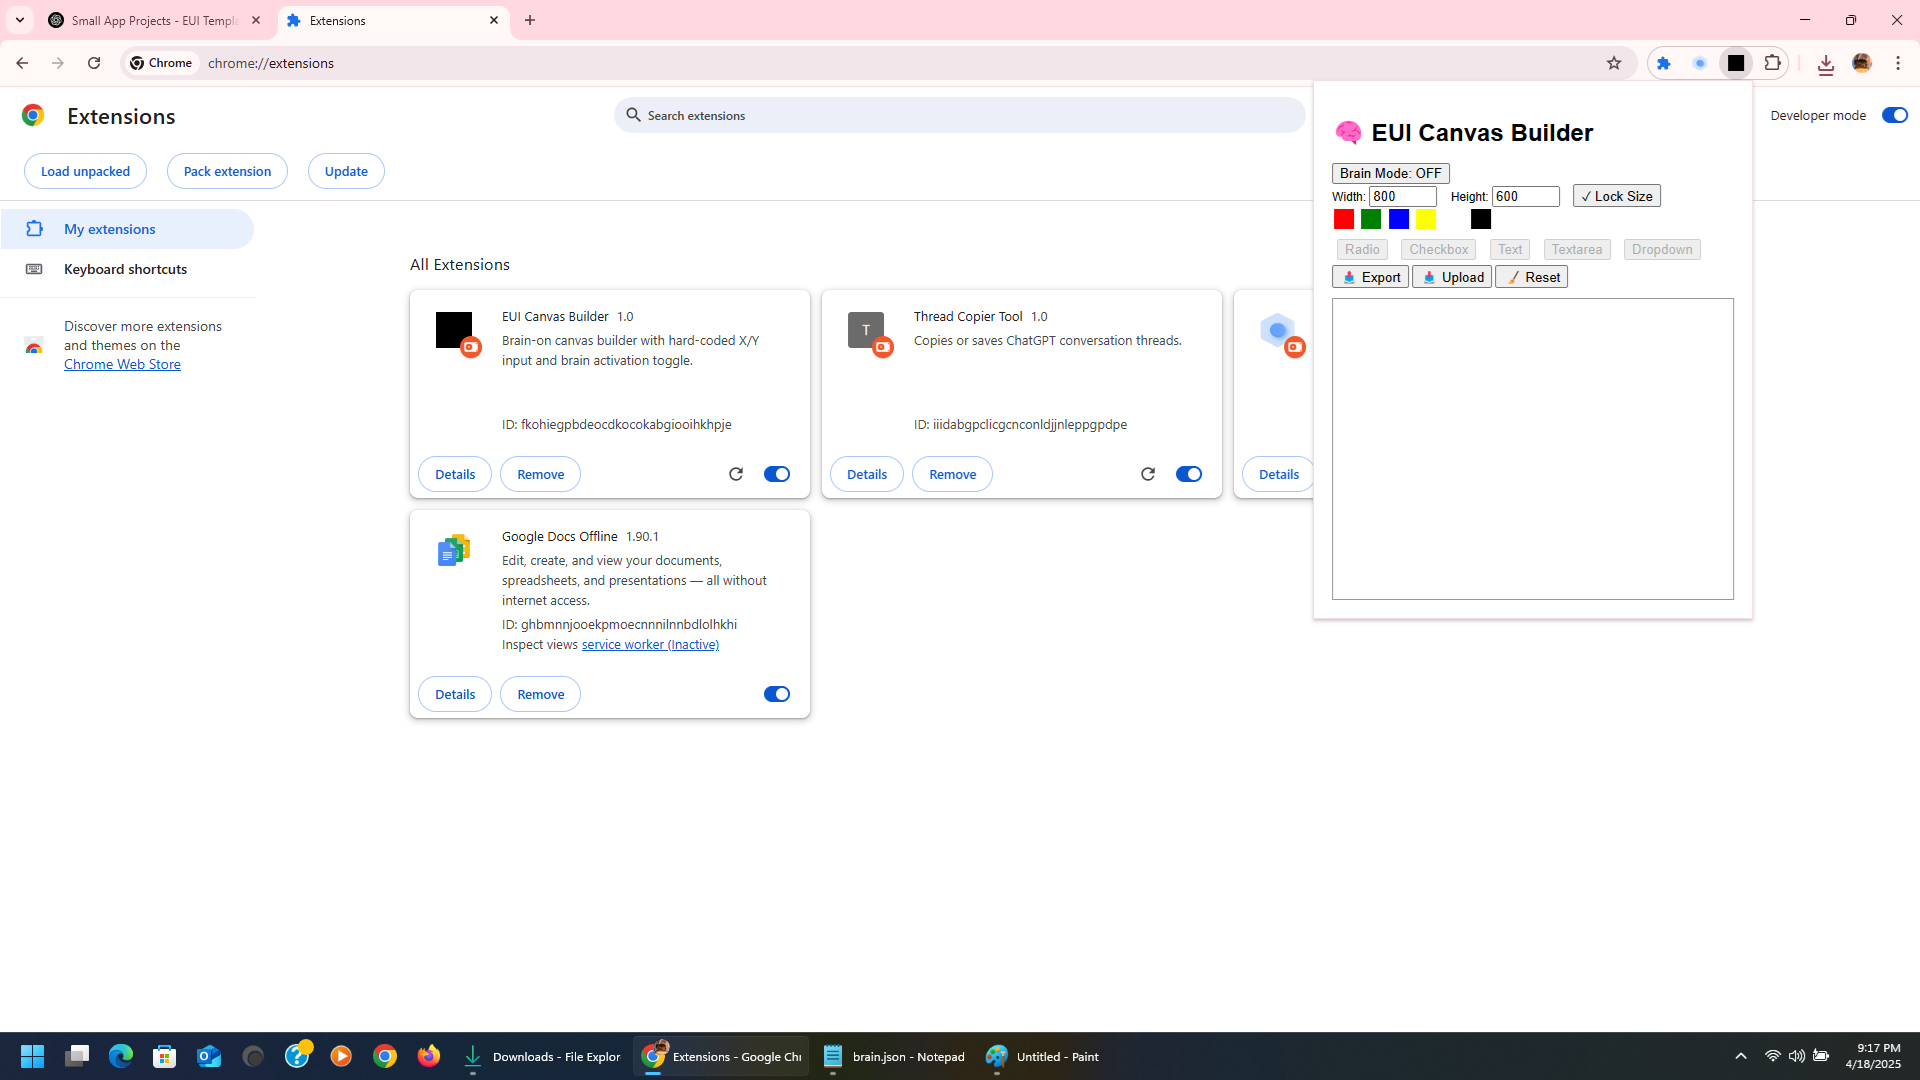 Small App Projects - EUI Templa
Extensions
Chrome
chrome://extensions
Extensions
Search extensions
Developer mode
Load unpacked
Pack extension
Update
My extensions
Keyboard shortcuts
Discover more extensions
and themes on the
Chrome Web Store
All Extensions
EUI Canvas Builder 1.0
Brain-on canvas builder with hard-coded X/Y
input and brain activation toggle.
ID: fkohiegpbdeocdkocokabgiooihkhpje
Details
Remove
T
Thread Copier Tool 1.0
Copies or saves ChatGPT conversation threads.
ID: iiidabgpclicgcnconldjjnleppgpdpe
Details
Remove
Details
Google Docs Offline 1.90.1
Edit, create, and view your documents,
spreadsheets, and presentations — all without
internet access.
ID: ghbmnnjooekpmoecnnnilnnbdlolhkhi
Inspect views service worker (Inactive)
Details
Remove
🧠 EUI Canvas Builder
Brain Mode: OFF
Width: 800 Height: 600 ✓ Lock Size
Radio Checkbox Text Textarea Dropdown
Export Upload Reset
Downloads - File Explor
Extensions - Google Chr
brain.json - Notepad
Untitled - Paint
9:17 PM
4/18/2025